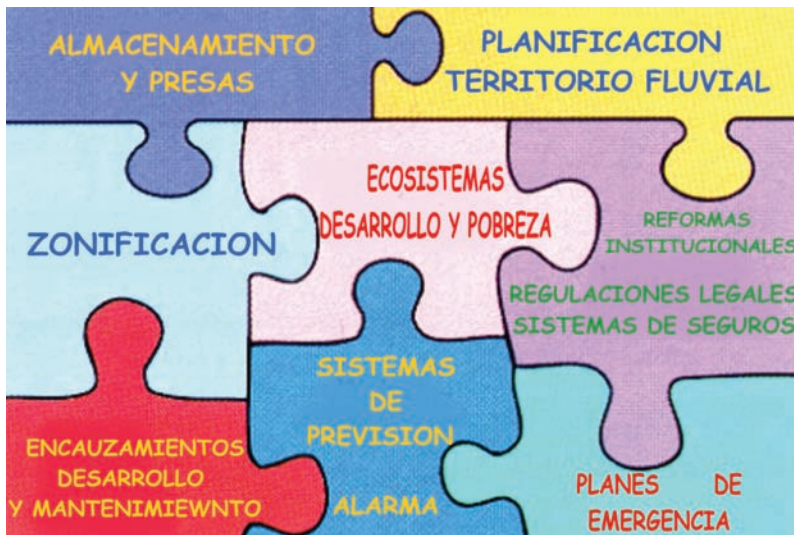 ALMACENAMIENTO
Y PRESAS
PLANIFICACION
TERRITORIO FLUVIAL
ZONIFICACION
ECOSISTEMAS
DESARROLLO Y POBREZA
REFORMAS
INSTITUCIONALES
REGULACIONES LEGALES
SISTEMAS DE SEGUROS
ENCAUZAMIENTOS
DESARROLLO
Y MANTENIMIEWNTO
SISTEMAS
DE
PREVISION
ALARMA
PLANES DE
EMERGENCIA